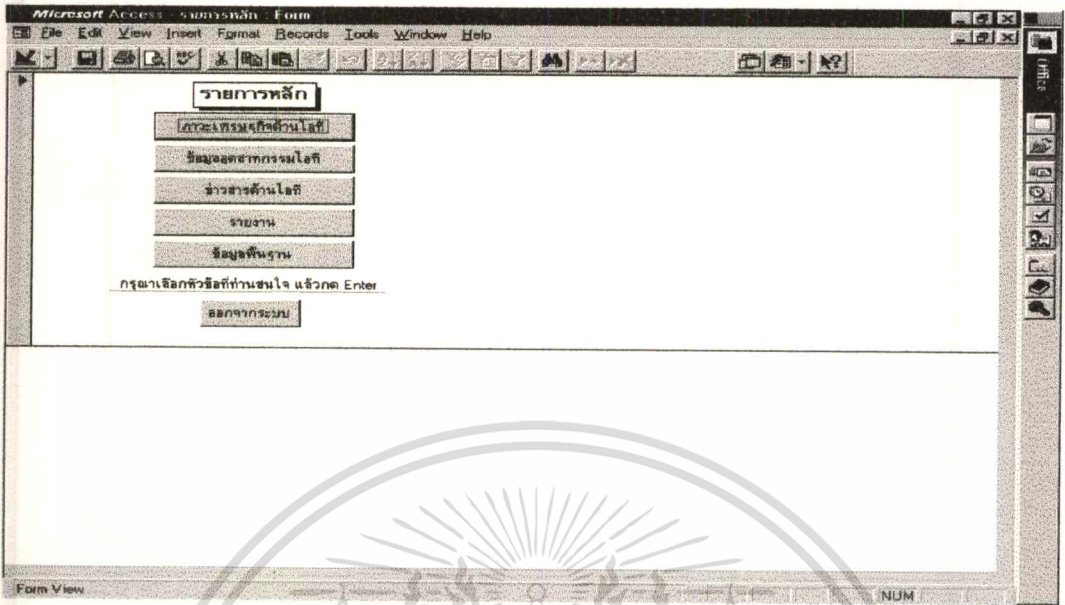 Microsoft Access - รายการหลัก : Form
File Edit View Insert Format Records Tools Window Help
Office
รายการหลัก
ภาวะเศรษฐกิจด้านไอที
ข้อมูลอุตสาหกรรมไอที
ข่าวสารด้านไอที
รายงาน
ข้อมูลพื้นฐาน
กรุณาเลือกหัวข้อที่ท่านสนใจ แล้วกด Enter
ออกจากระบบ
Form View
NUM